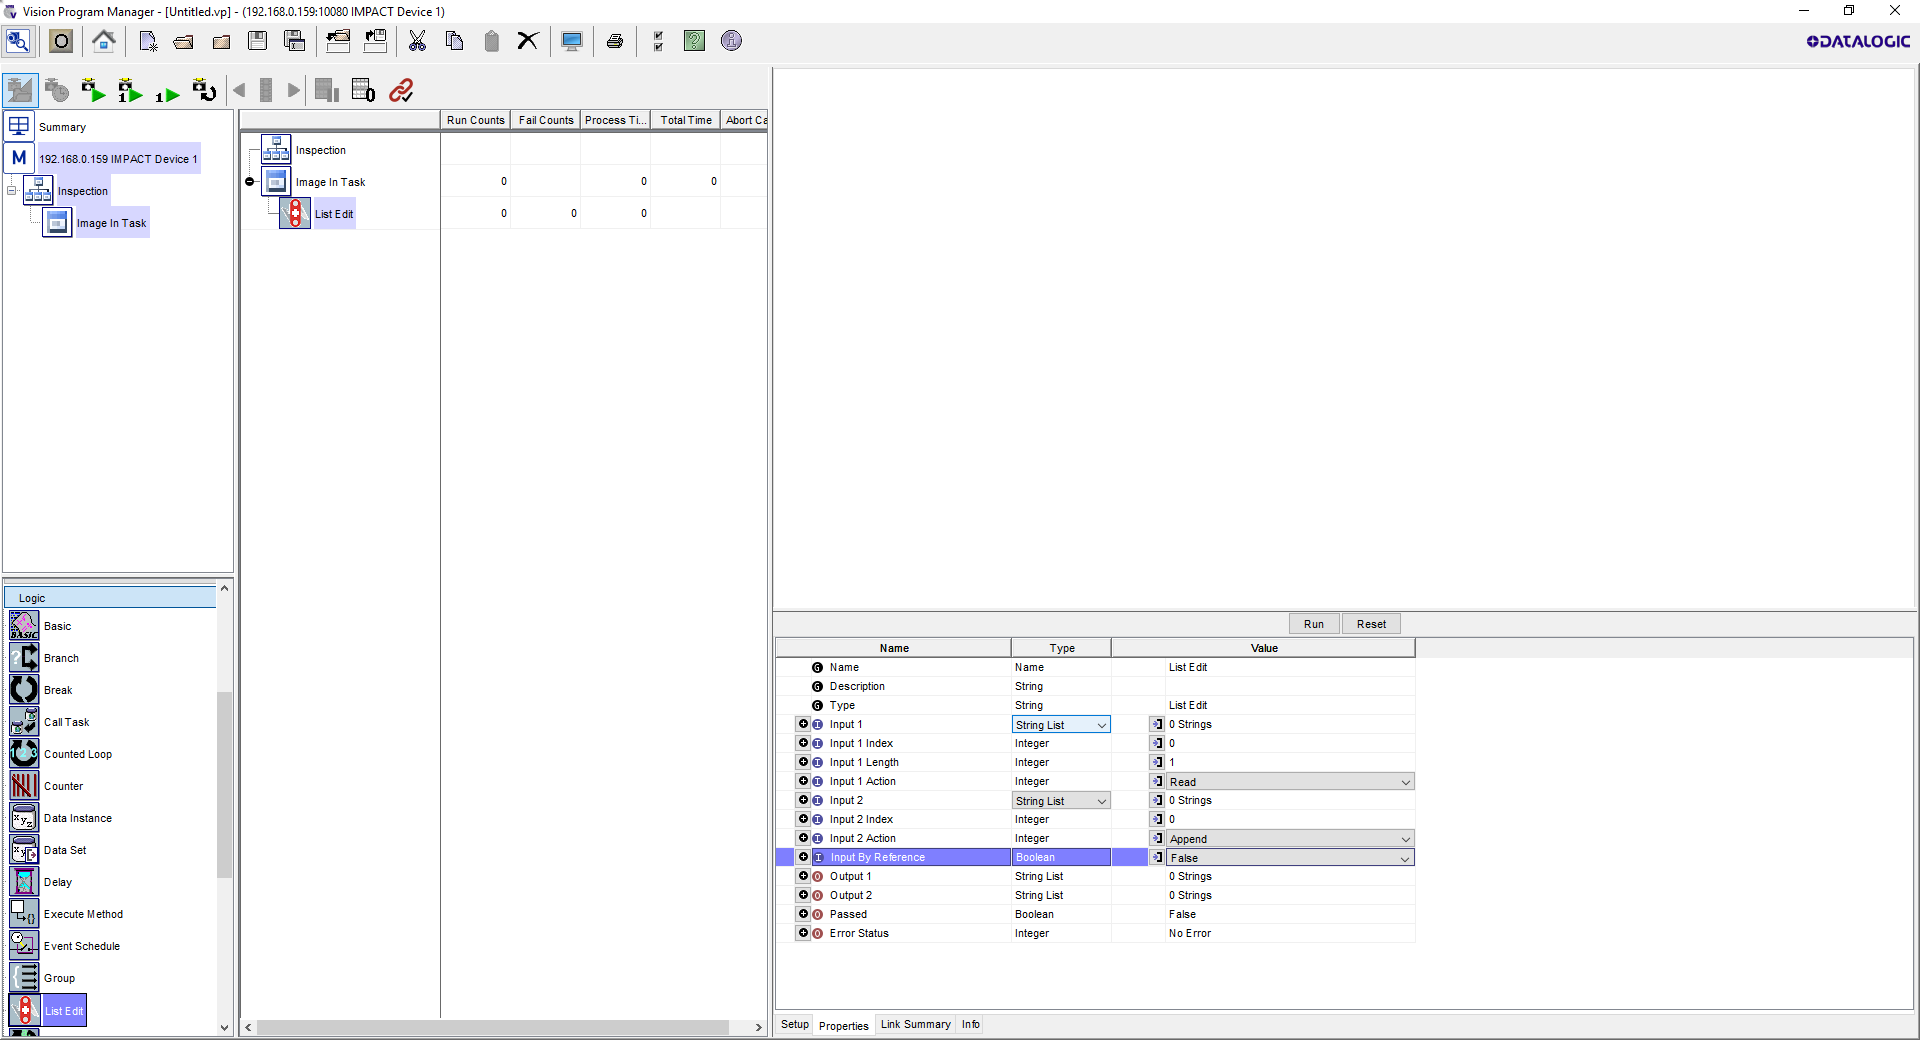 Vision Program Manager - [Untitled.vp] - (192.168.0.159:10080 IMPACT Device 1)
DATALOGIC
Summary
M 192.168.0.159 IMPACT Device 1
Inspection
Image In Task
Run Counts Fail Counts Process Ti... Total Time Abort Ca
Inspection
Image In Task 0 0 0
List Edit 0 0 0
Logic
Basic
Branch
Break
Call Task
Counted Loop
Counter
Data Instance
Data Set
Delay
Execute Method
Event Schedule
Group
List Edit
Run Reset
Name Type Value
Name Name List Edit
Description String
Type String List Edit
Input 1 String List 0 Strings
Input 1 Index Integer 0
Input 1 Length Integer 1
Input 1 Action Integer Read
Input 2 String List 0 Strings
Input 2 Index Integer 0
Input 2 Action Integer Append
Input By Reference Boolean False
Output 1 String List 0 Strings
Output 2 String List 0 Strings
Passed Boolean False
Error Status Integer No Error
Setup Properties Link Summary Info